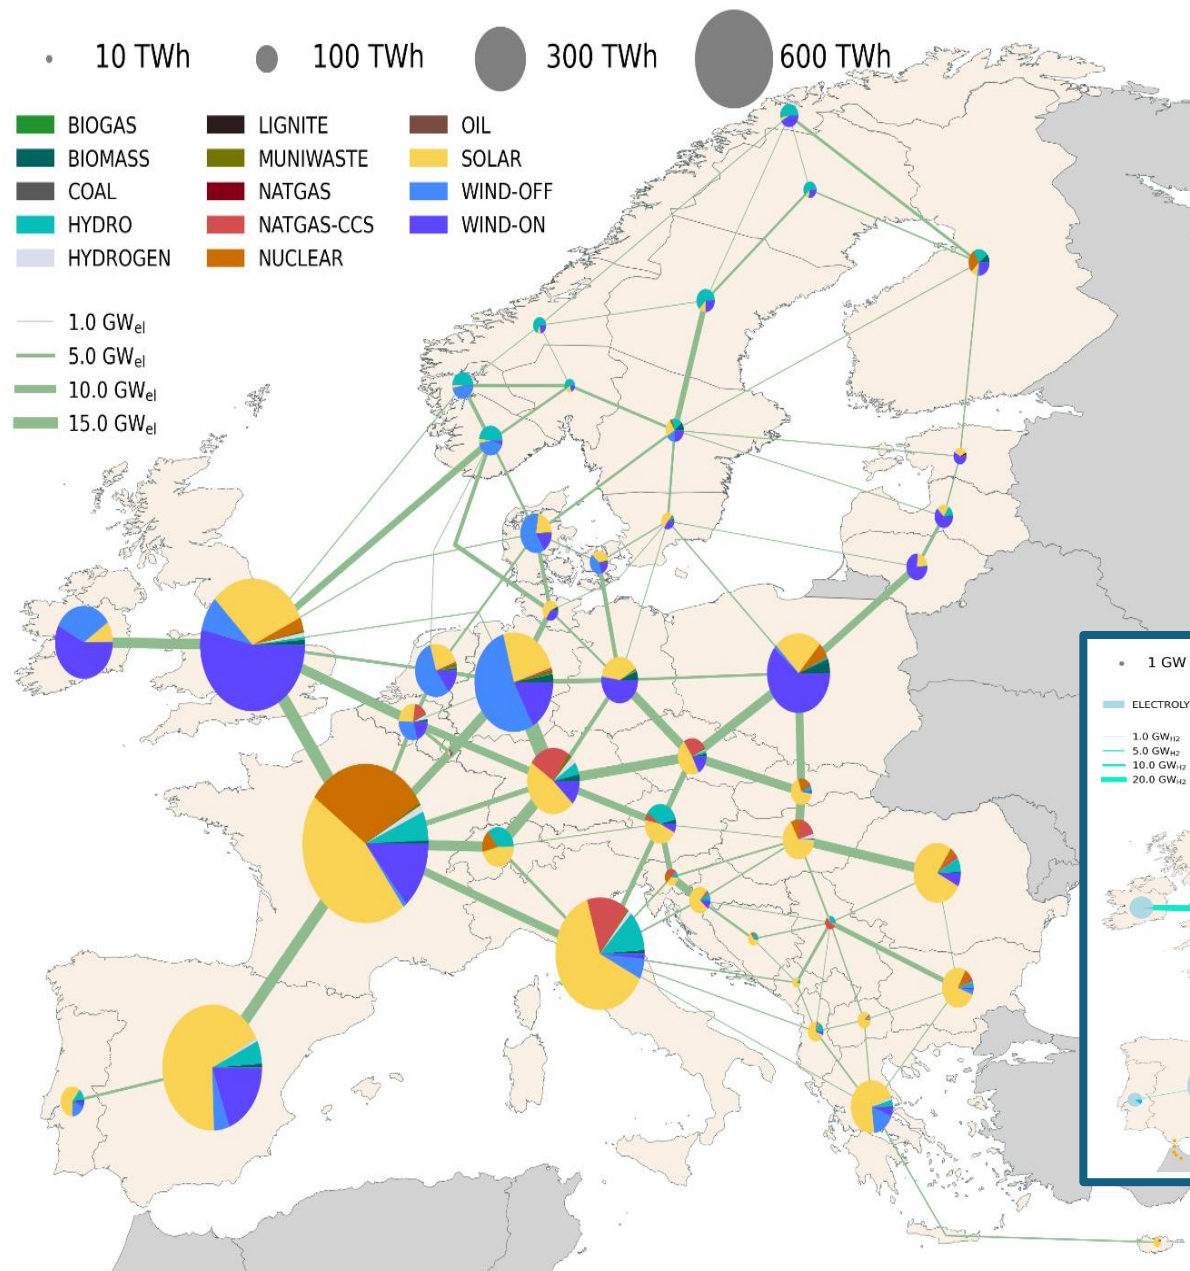 10 TWh 100 TWh 300 TWh 600 TWh
BIOGAS LIGNITE OIL
BIOMASS MUNIWASTE SOLAR
COAL NATGAS WIND-OFF
HYDRO NATGAS-CCS WIND-ON
HYDROGEN NUCLEAR
1.0 GWel
5.0 GWel
10.0 GWel
15.0 GWel
1 GW
ELECTROLY
1.0 GWH2
5.0 GWH2
10.0 GWH2
20.0 GWH2